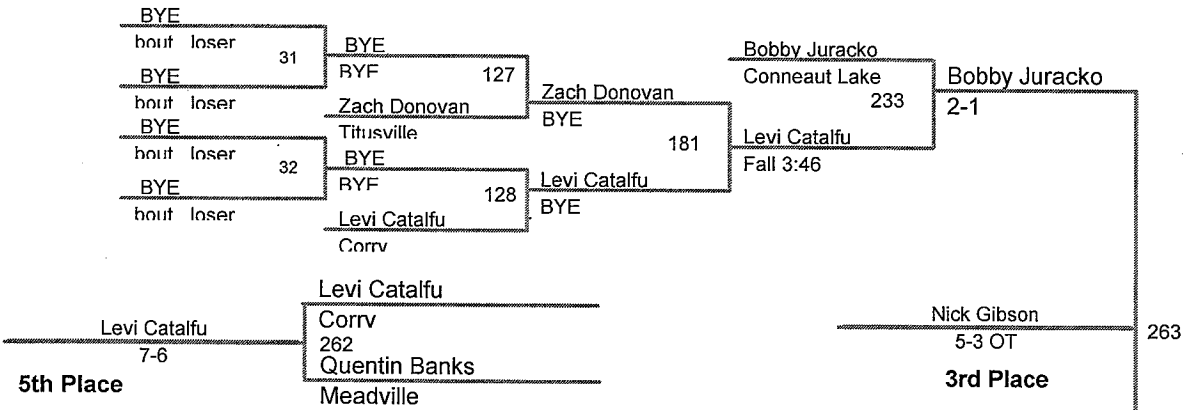 BYE
bout loser
31
BYE
bout loser
BYE
BYE
127
Zach Donovan
Titusville
BYE
bout loser
32
BYE
bout loser
BYE
BYE
128
Levi Catalfu
Corry
Zach Donovan
BYE
181
Levi Catalfu
BYE
Bobby Juracko
Conneaut Lake
233
Levi Catalfu
Fall 3:46
Bobby Juracko
2-1
Levi Catalfu
Corry
262
Quentin Banks
Meadville
Levi Catalfu
7-6
5th Place
Nick Gibson
5-3 OT
263
3rd Place